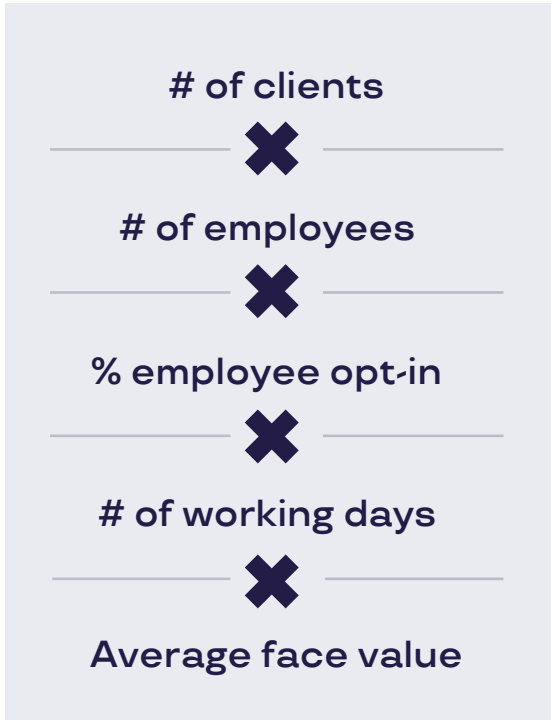 # of clients
# of employees
% employee opt-in
# of working days
Average face value